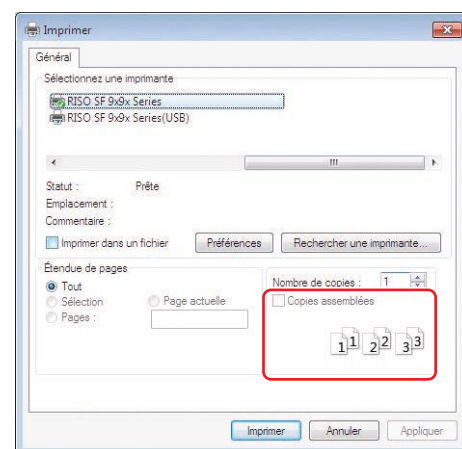 Imprimer
Général
Sélectionnez une imprimante
RISO SF 9x9x Series
RISO SF 9x9x Series(USB)
Statut : Prête
Emplacement :
Commentaire :
Imprimer dans un fichier Préférences Rechercher une imprimante...
Étendue de pages
Tout
Sélection Page actuelle
Pages :
Nombre de copies : 1
Copies assemblées
1 1 2 2 3 3
Imprimer Annuler Appliquer